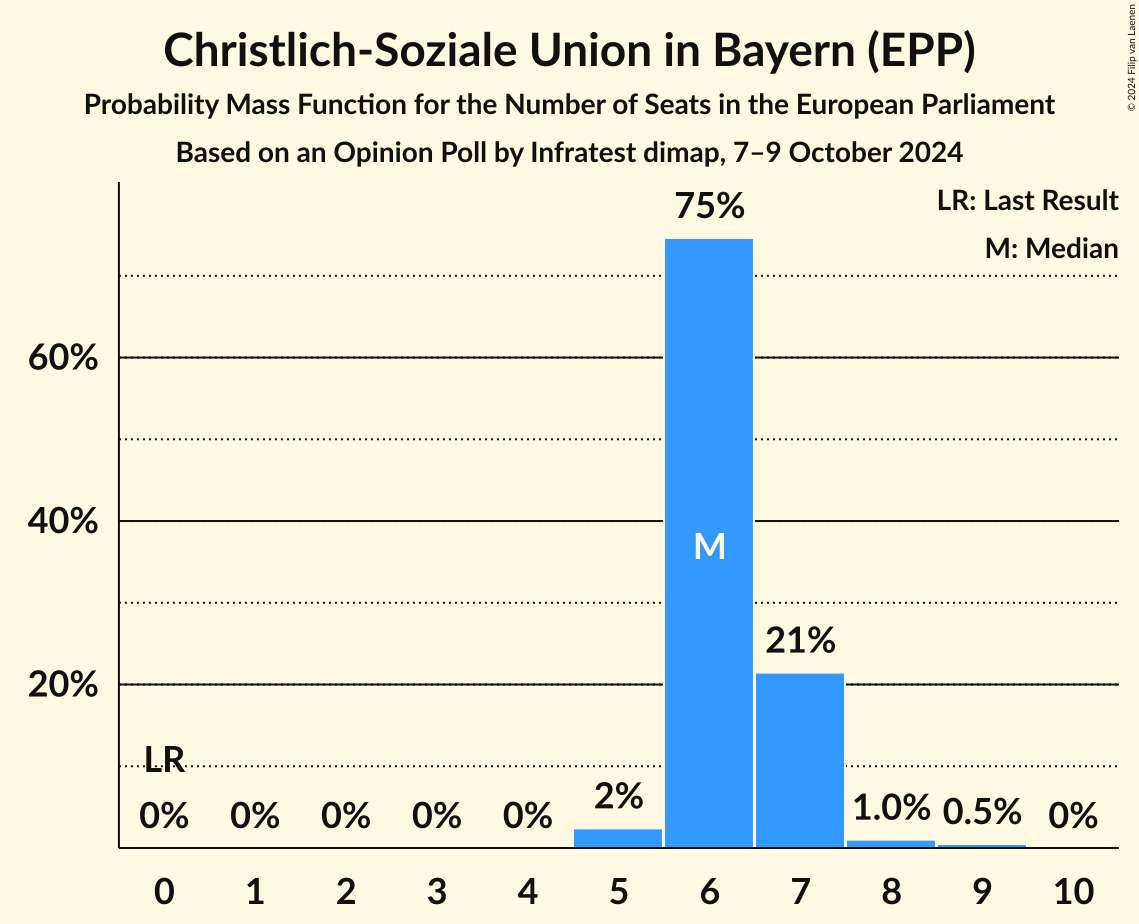 Christlich-Soziale Union in Bayern (EPP)
Probability Mass Function for the Number of Seats in the European Parliament
Based on an Opinion Poll by Infratest dimap, 7–9 October 2024
© 2024 Filip van Laenen
LR: Last Result
M: Median
75%
60%
40%
M
21%
20%
LR
0% 0% 0% 0% 0% 2% 1.0% 0.5% 0%
0 1 2 3 4 5 6 7 8 9 10